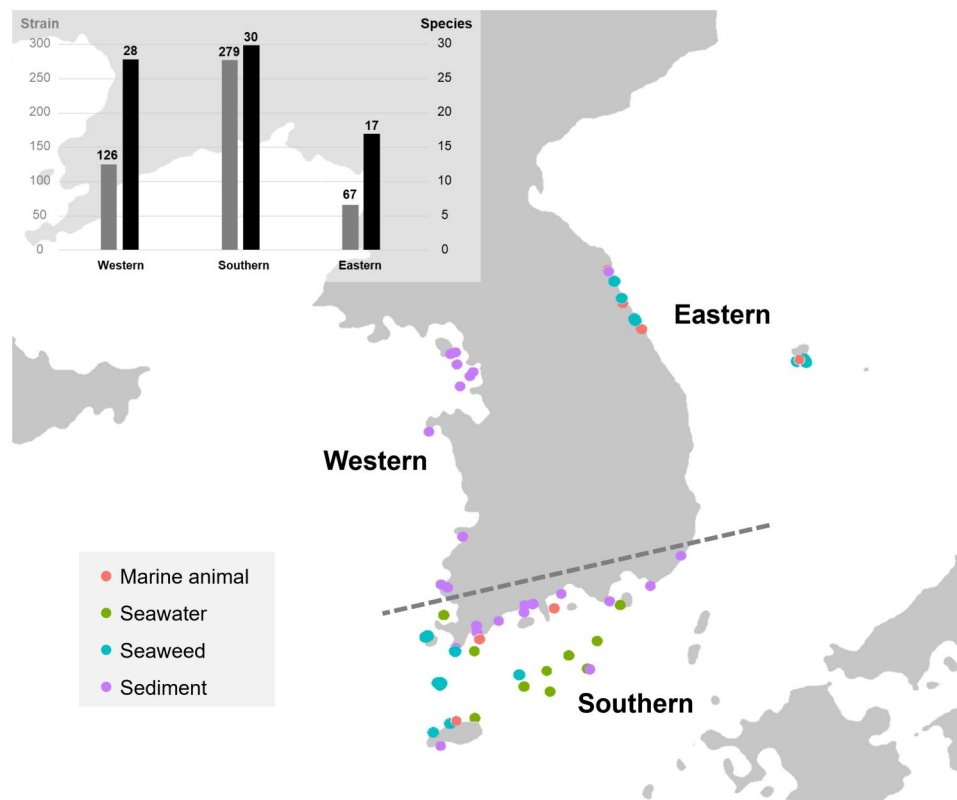 Strain Species
300 30
279 30
28
250 25
200 20
17
150 15
126
100 10
67
50 5
0 0
Western Southern Eastern
Eastern
Western
Marine animal
Seawater
Seaweed
Sediment
Southern